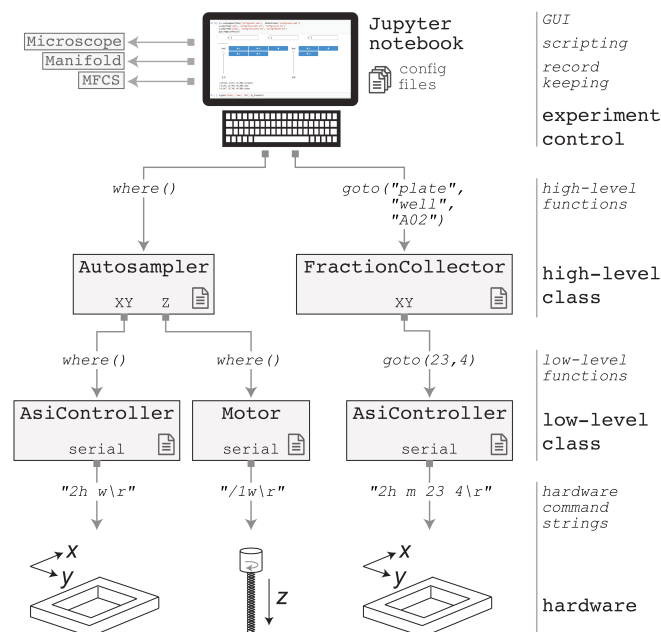 Jupyter
notebook
config
files
Microscope
Manifold
MFCS
GUI
scripting
record
keeping
experiment
control
where()
goto("plate",
"well",
"A02")
high-level
functions
Autosampler
XY Z
FractionCollector
XY
high-level
class
where()
where()
goto(23,4)
low-level
functions
AsiController
serial
Motor
serial
AsiController
serial
low-level
class
"2h w\r"
"/1w\r"
"2h m 23 4\r"
hardware
command
strings
x
y
z
x
y
hardware